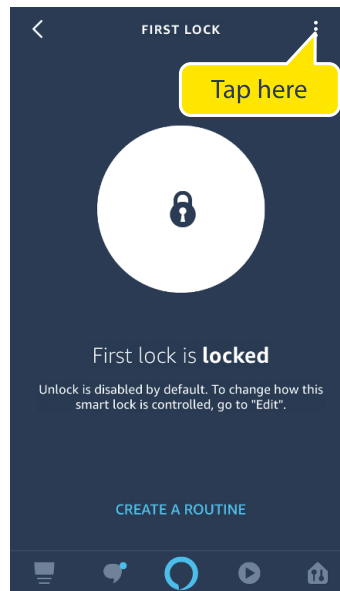 FIRST LOCK
Tap here
First lock is locked
Unlock is disabled by default. To change how this
smart lock is controlled, go to "Edit".
CREATE A ROUTINE